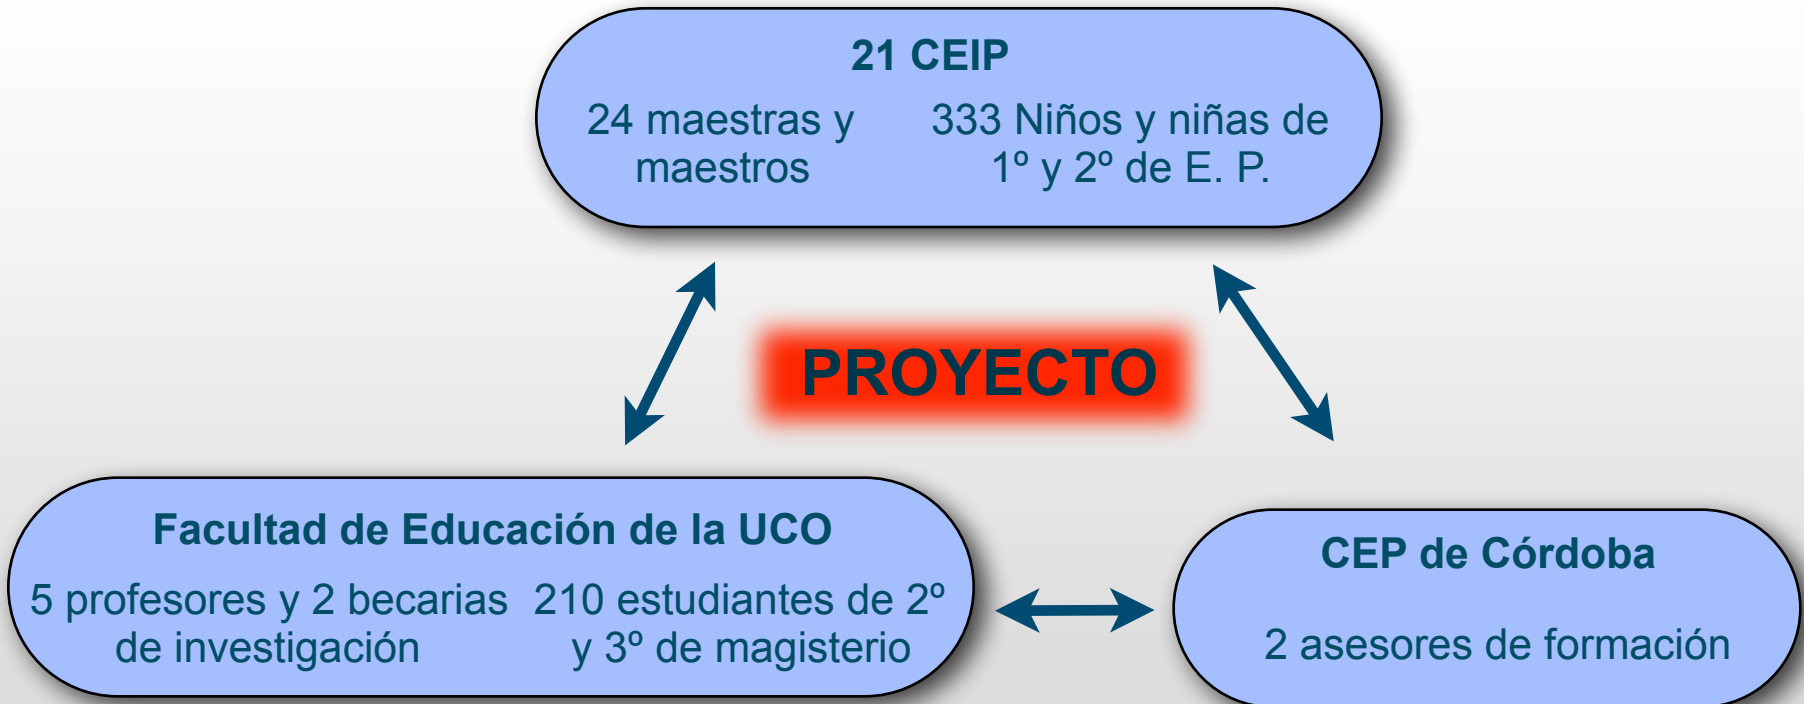 21 CEIP
24 maestras y
maestros
333 Niños y niñas de
1º y 2º de E. P.
PROYECTO
Facultad de Educación de la UCO
5 profesores y 2 becarias
de investigación
210 estudiantes de 2º
y 3º de magisterio
CEP de Córdoba
2 asesores de formación